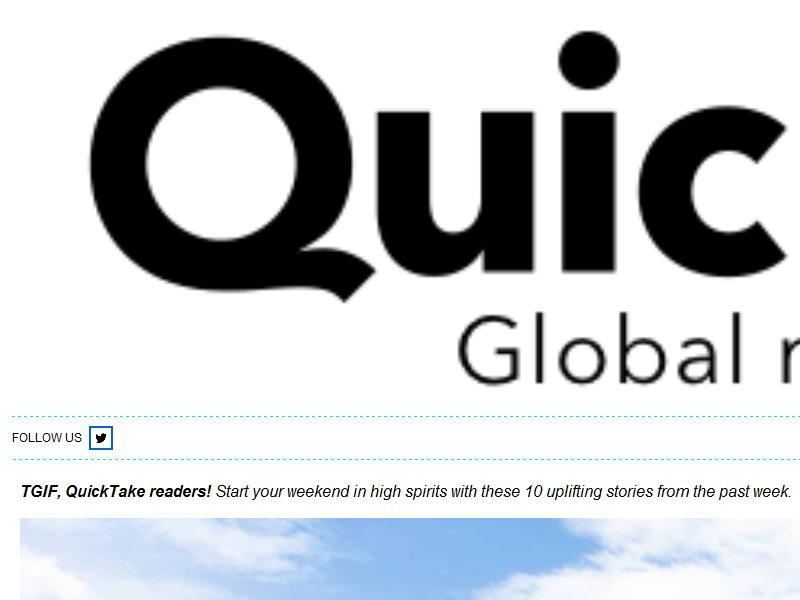 Quic
Global
FOLLOW US
TGIF, QuickTake readers! Start your weekend in high spirits with these 10 uplifting stories from the past week.